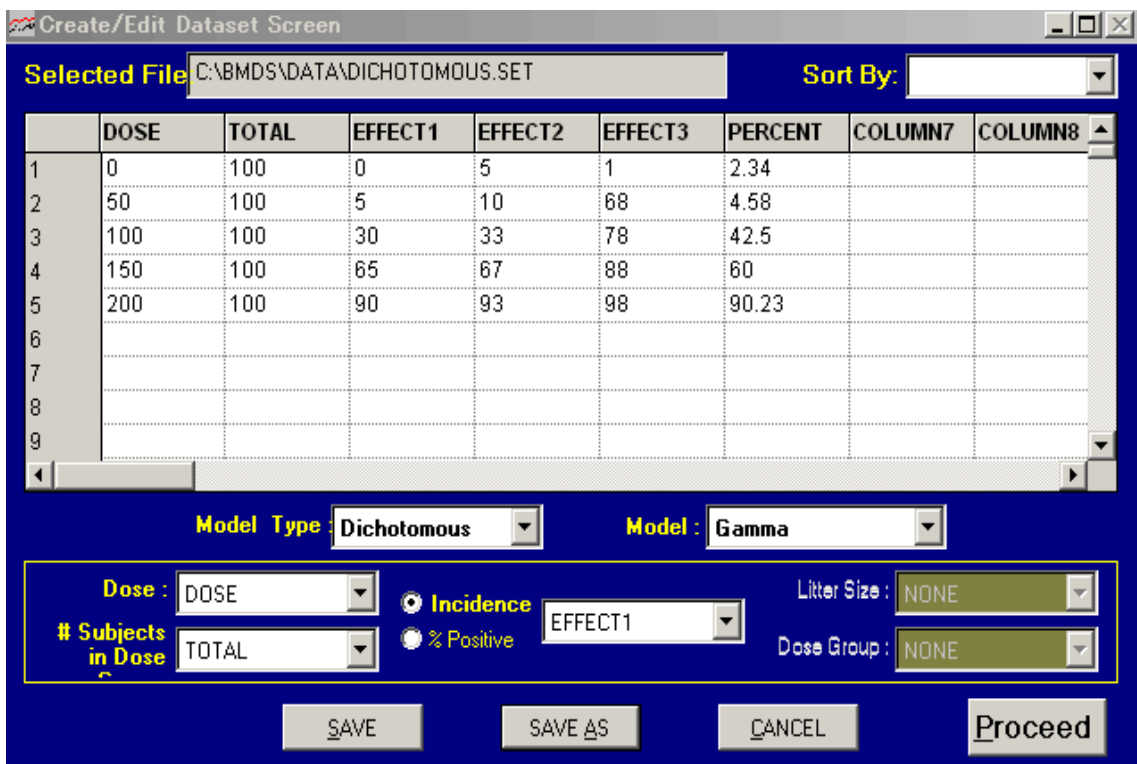 Create/Edit Dataset Screen
Selected File C:\BMDS\DATA\DICHOTOMOUS.SET Sort By:
DOSE TOTAL EFFECT1 EFFECT2 EFFECT3 PERCENT COLUMN7 COLUMN8
1 0 100 0 5 1 2.34
2 50 100 5 10 68 4.58
3 100 100 30 33 78 42.5
4 150 100 65 67 88 60
5 200 100 90 93 98 90.23
6
7
8
9
Model Type : Dichotomous Model : Gamma
Dose : DOSE Incidence EFFECT1 Litter Size : NONE
# Subjects in Dose TOTAL % Positive Dose Group : NONE
SAVE SAVE AS CANCEL Proceed